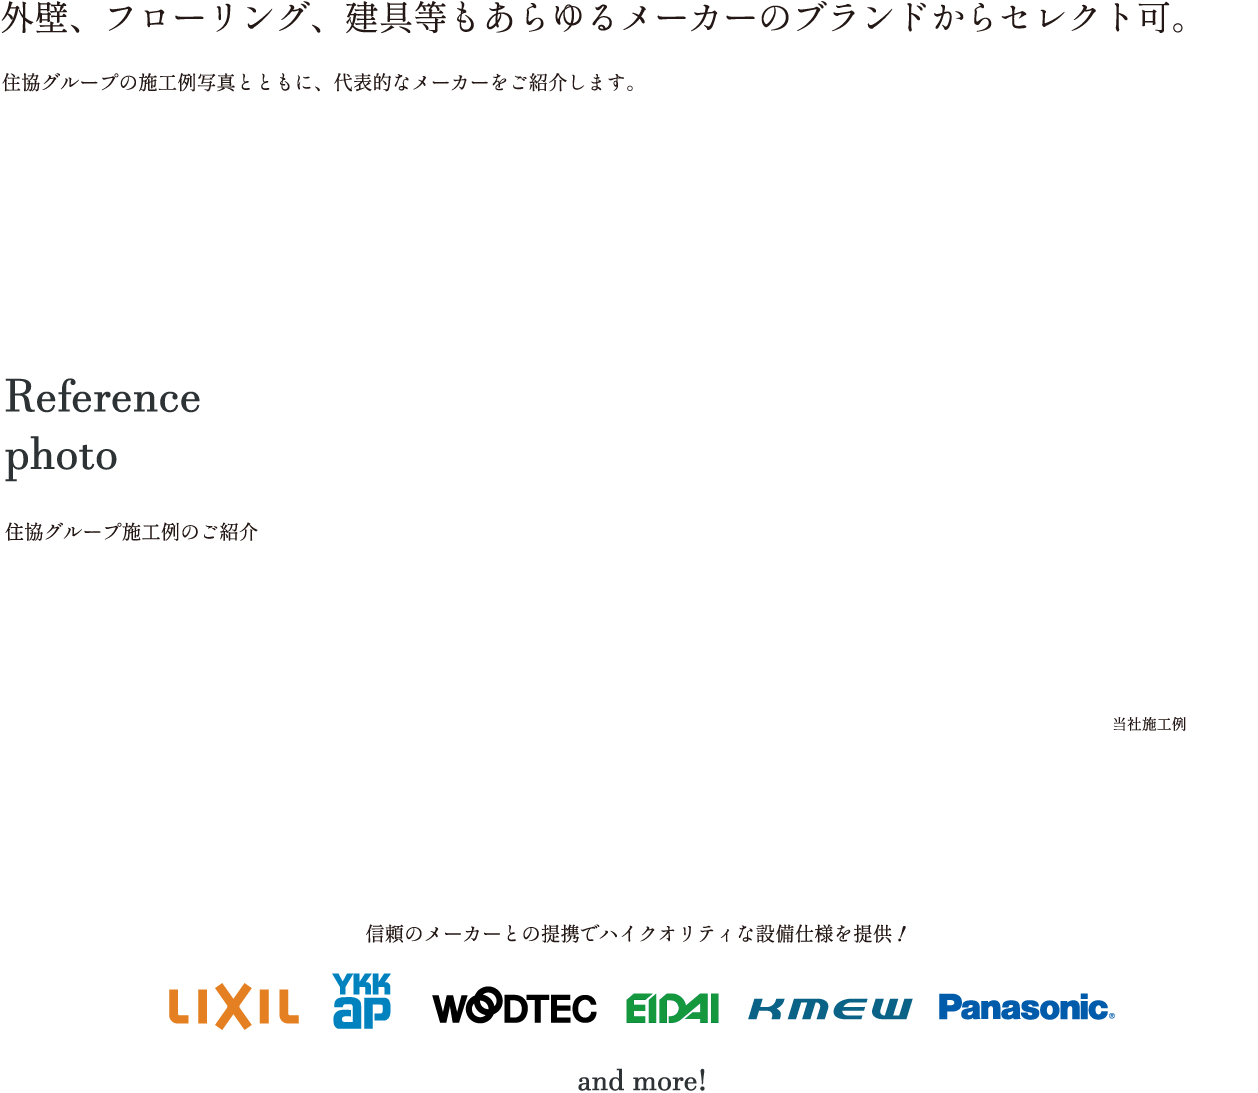 外壁、フローリング、建具等もあらゆるメーカーのブランドからセレクト可。
住協グループの施工例写真とともに、代表的なメーカーをご紹介します。
Reference
photo
住協グループ施工例のご紹介
当社施工例
信頼のメーカーとの提携でハイクオリティな設備仕様を提供！
LIXIL YKK ap WOODTEC EIDAI KMEW Panasonic®
and more!